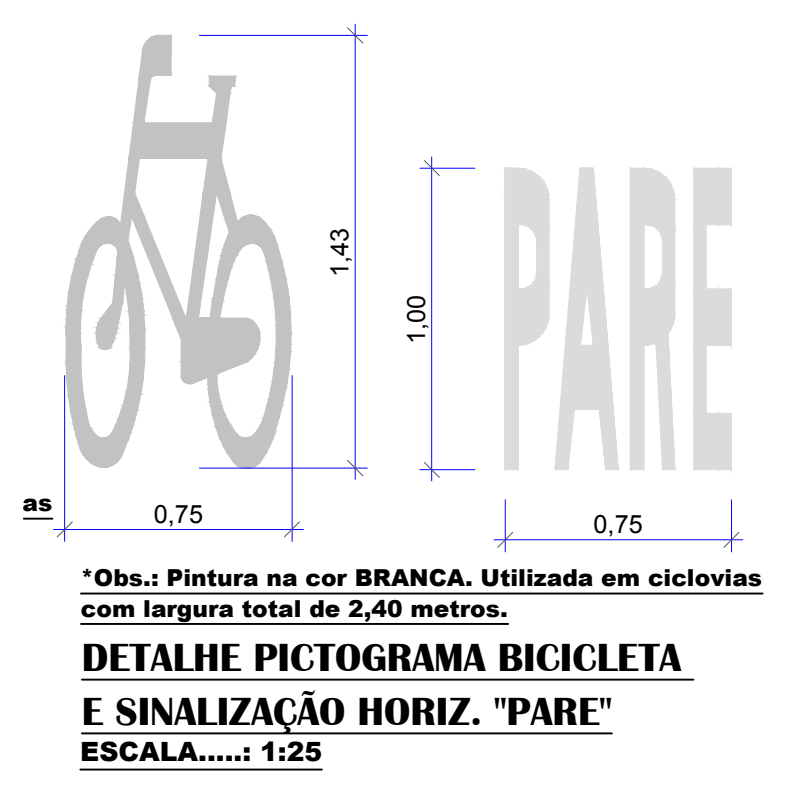 1,43
PARE
1,00
as
0,75
0,75
*Obs.: Pintura na cor BRANCA. Utilizada em ciclovias
com largura total de 2,40 metros.
DETALHE PICTOGRAMA BICICLETA
E SINALIZAÇÃO HORIZ. "PARE"
ESCALA.....: 1:25